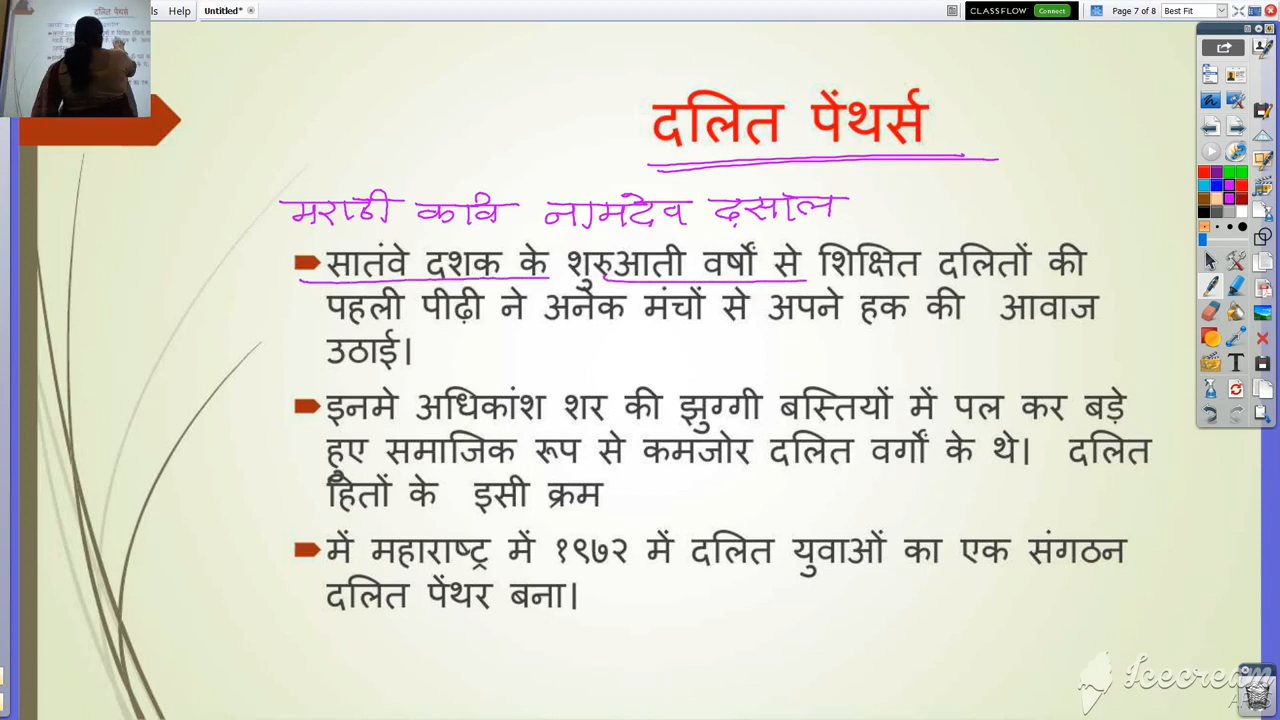 Help Untitled* CLASSFLOW Connect Page 7 of 8 Best Fit
दलित पेंथर्स
मराठी कवि नामदेव ढ़साल
सातंवे दशक के शुरुआती वर्षों से शिक्षित दलितों की
पहली पीढ़ी ने अनेक मंचों से अपने हक की आवाज
उठाई।
इनमे अधिकांश शर की झुग्गी बस्तियों में पल कर बड़े
हुए समाजिक रूप से कमजोर दलित वर्गों के थे। दलित
हितों के इसी क्रम
में महाराष्ट्र में १९७२ में दलित युवाओं का एक संगठन
दलित पेंथर बना।
Icecream
APPS